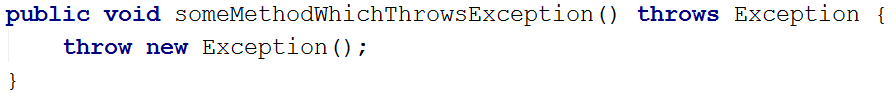 public void someMethodWhichThrowsException() throws Exception {
    throw new Exception();
}